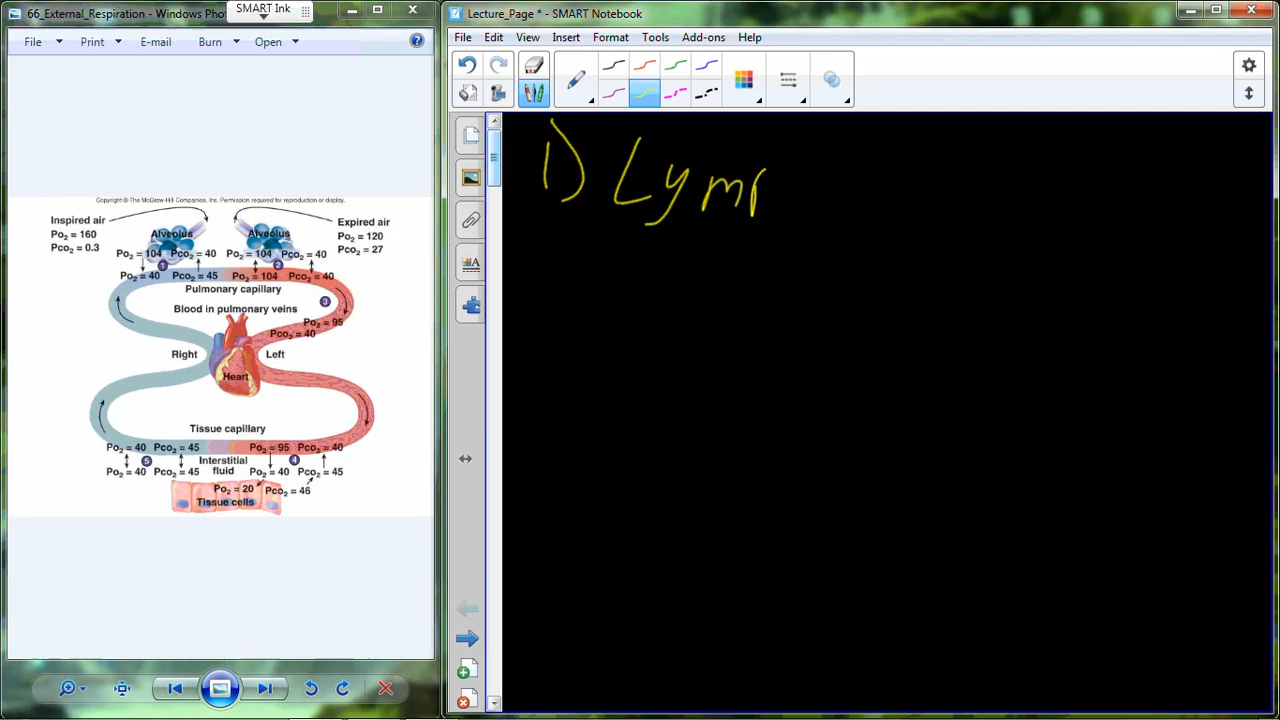 66_External_Respiration - Windows Pho
SMART Ink
File Print E-mail Burn Open
Copyright © The McGraw-Hill Companies, Inc. Permission required for reproduction or display.
Inspired air
Po2 = 160
Pco2 = 0.3
Expired air
Po2 = 120
Pco2 = 27
Alveolus Alveolus
Po2 = 104 Pco2 = 40 Po2 = 104 Pco2 = 40
1 2
Po2 = 40 Pco2 = 45 Po2 = 104 Pco2 = 40
Pulmonary capillary
3
Blood in pulmonary veins
Po2 = 95
Pco2 = 40
Right Left
Heart
Tissue capillary
Po2 = 40 Pco2 = 45 Po2 = 95 Pco2 = 40
5 Interstitial 4
fluid
Po2 = 40 Pco2 = 45 Po2 = 40 Pco2 = 45
Po2 = 20 Pco2 = 46
Tissue cells
Lecture_Page * - SMART Notebook
File Edit View Insert Format Tools Add-ons Help
D) Lym